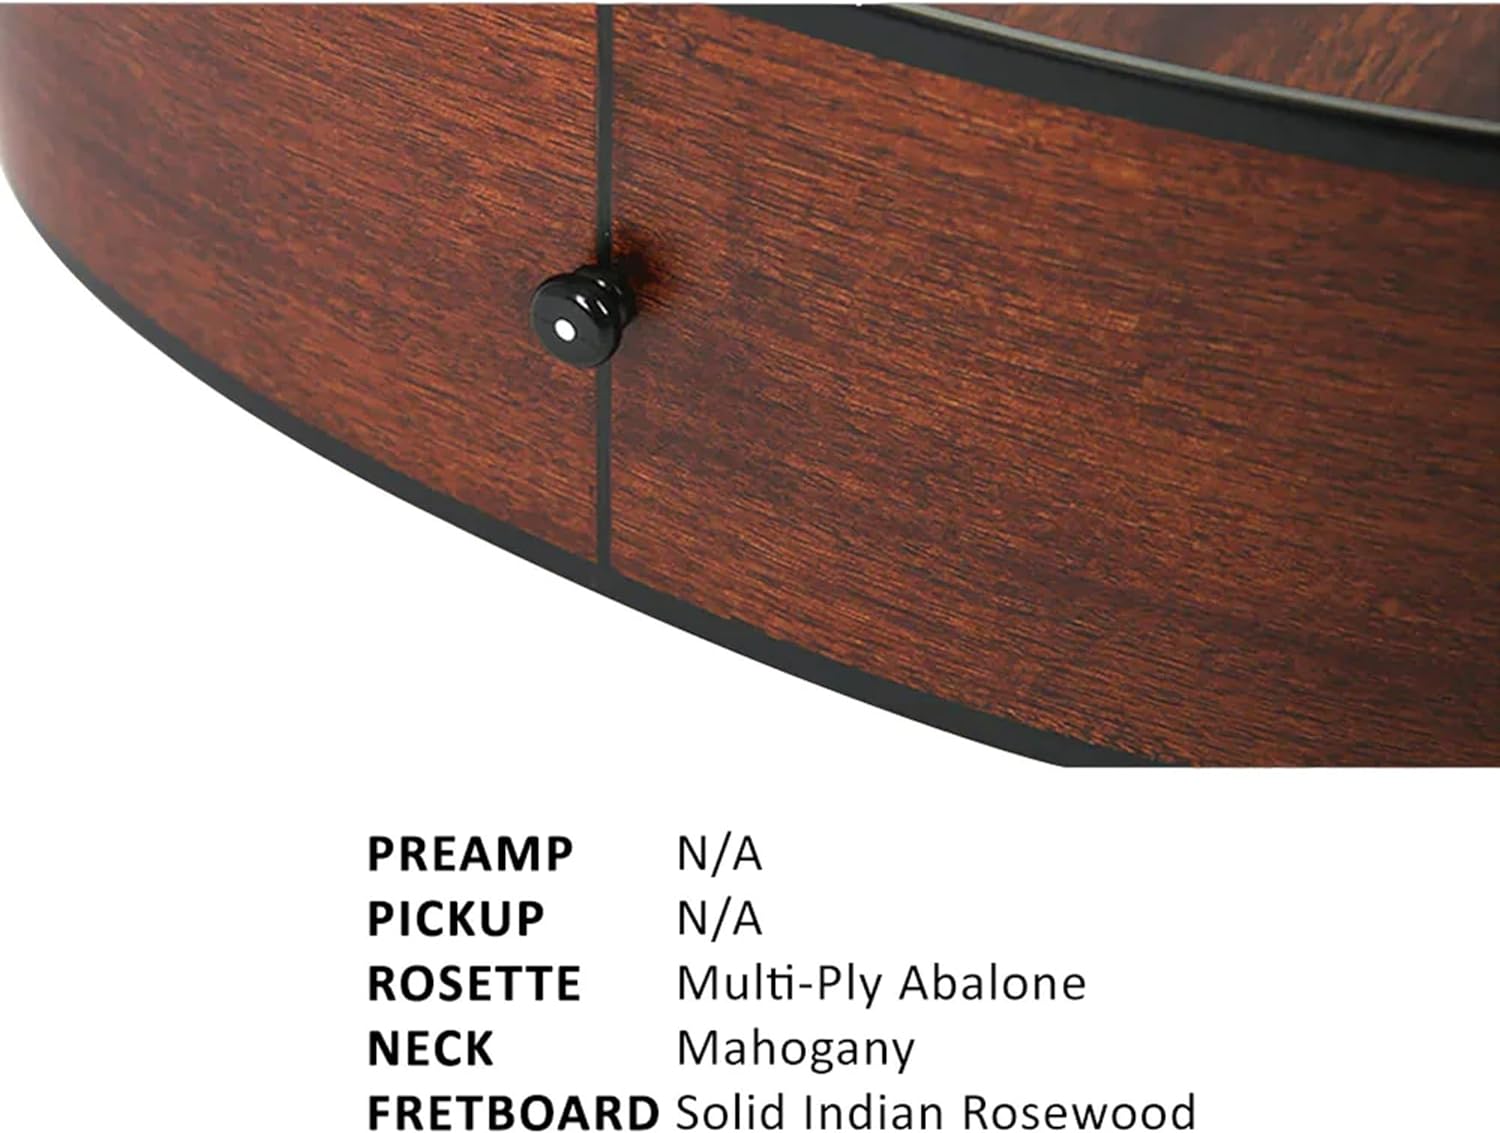 PREAMP N/A
PICKUP N/A
ROSETTE Multi-Ply Abalone
NECK Mahogany
FRETBOARD Solid Indian Rosewood